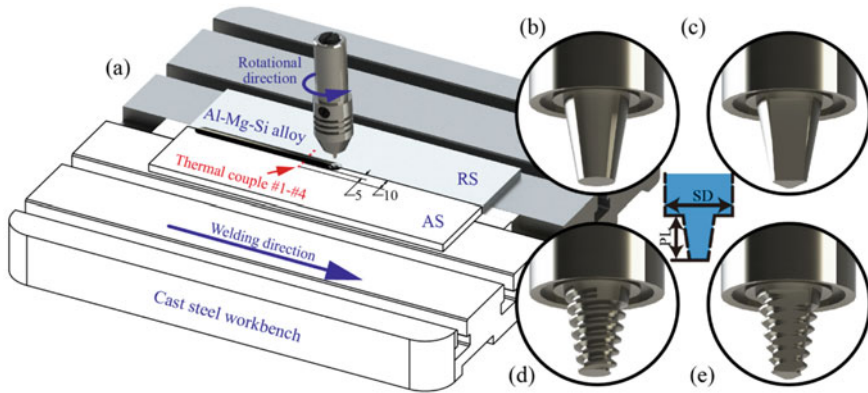 (a)
Rotational
direction
Al-Mg-Si alloy
Thermal couple #1-#4
RS
5
10
AS
Welding direction
Cast steel workbench
(b)
(c)
SD
PL
(d)
(e)